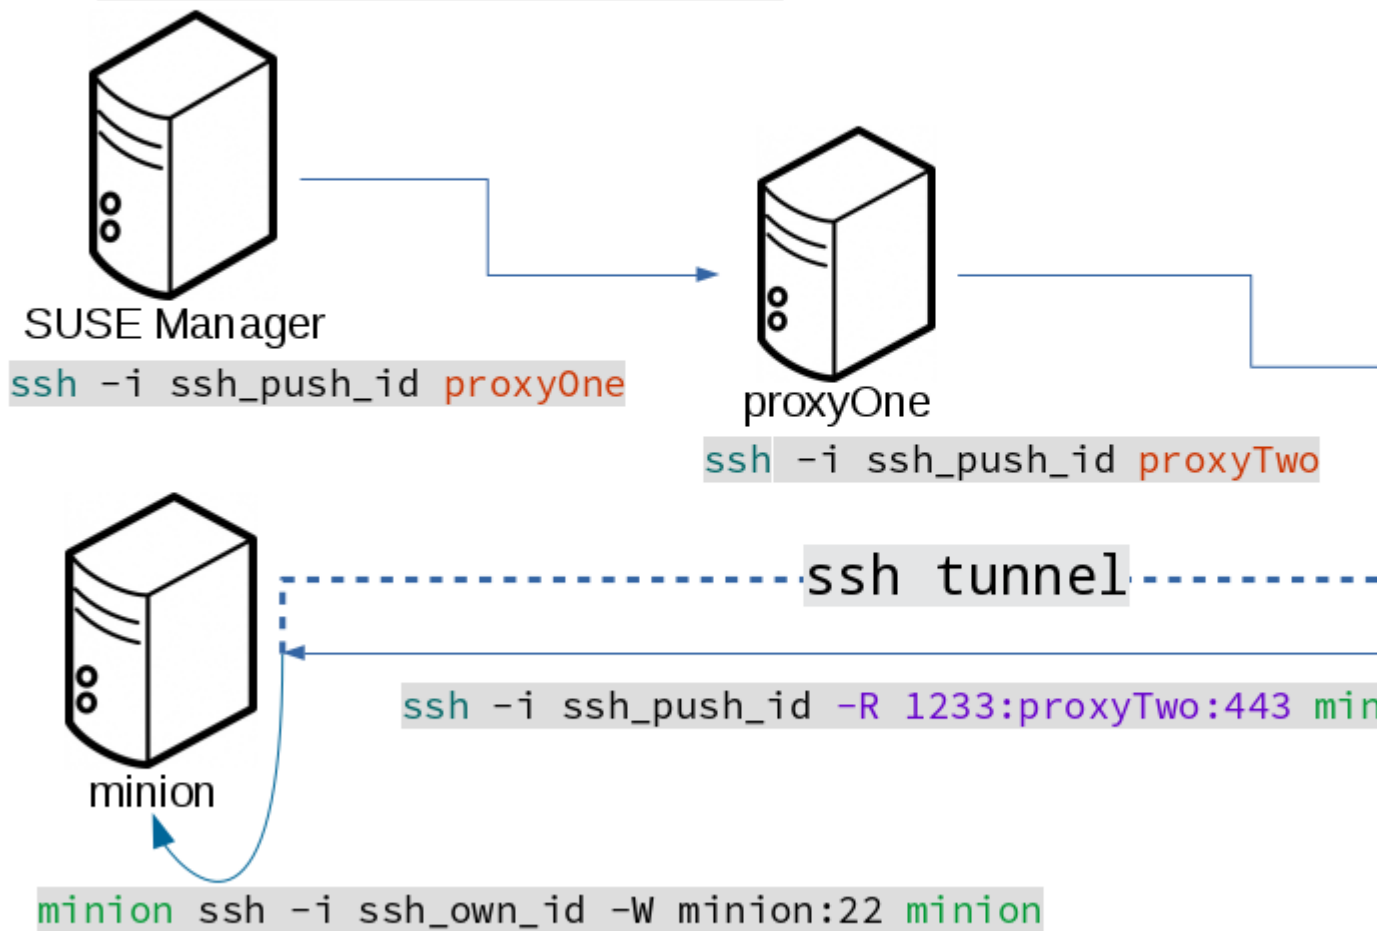 SUSE Manager
ssh -i ssh_push_id proxyOne
proxyOne
ssh -i ssh_push_id proxyTwo
ssh tunnel
ssh -i ssh_push_id -R 1233:proxyTwo:443 min
minion
minion ssh -i ssh_own_id -W minion:22 minion